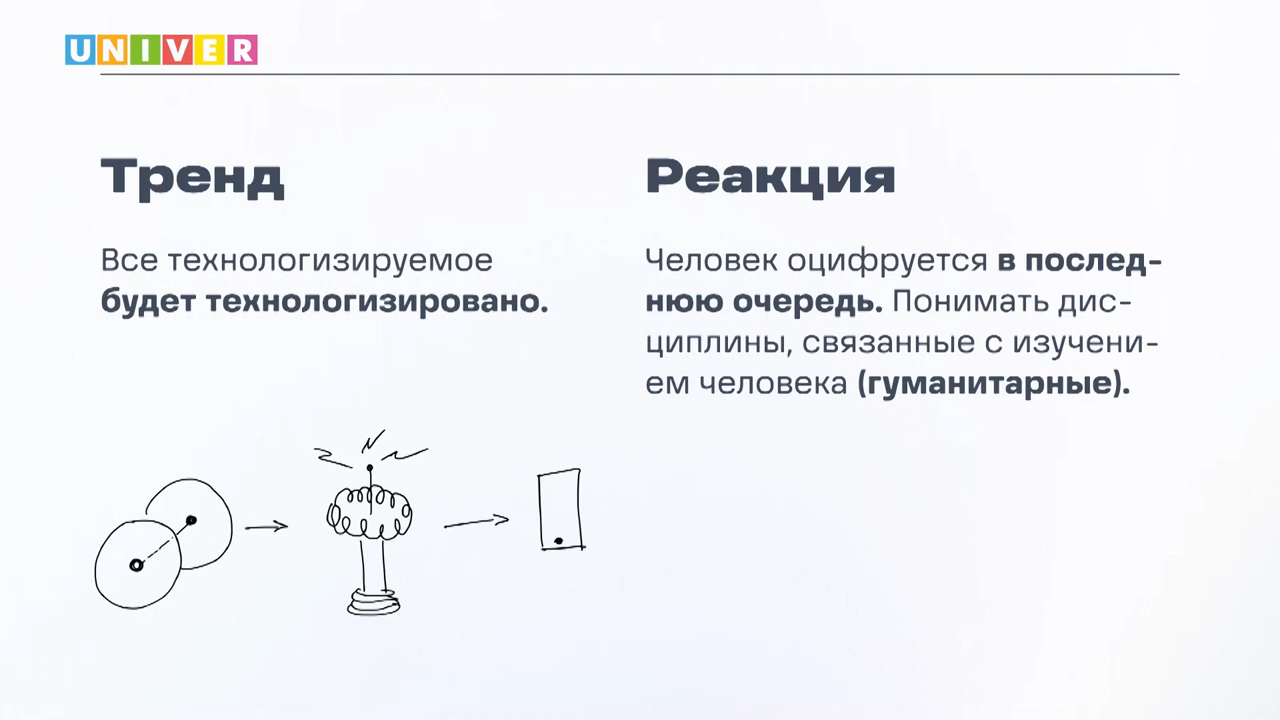 UNIVER
Тренд
Все технологизируемое
будет технологизировано.
Реакция
Человек оцифруется в послед-
нюю очередь. Понимать дис-
циплины, связанные с изучени-
ем человека (гуманитарные).